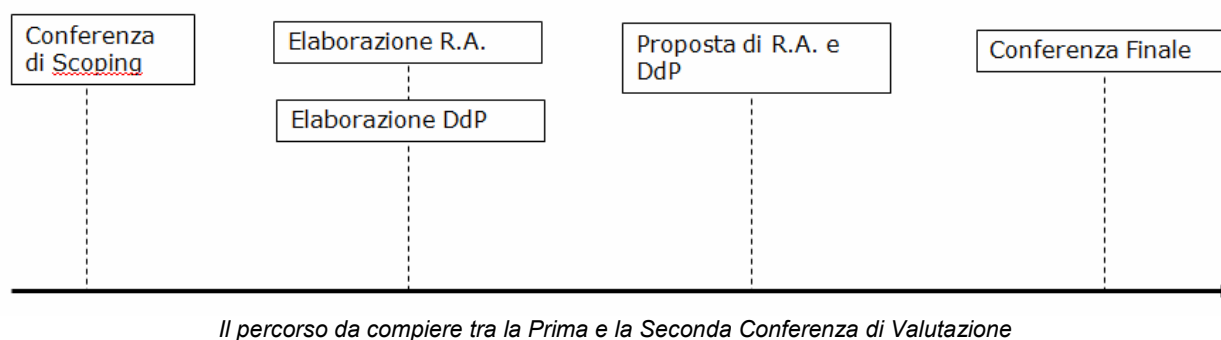 Conferenza
di Scoping
Elaborazione R.A.
Elaborazione DdP
Proposta di R.A. e
DdP
Conferenza Finale
Il percorso da compiere tra la Prima e la Seconda Conferenza di Valutazione